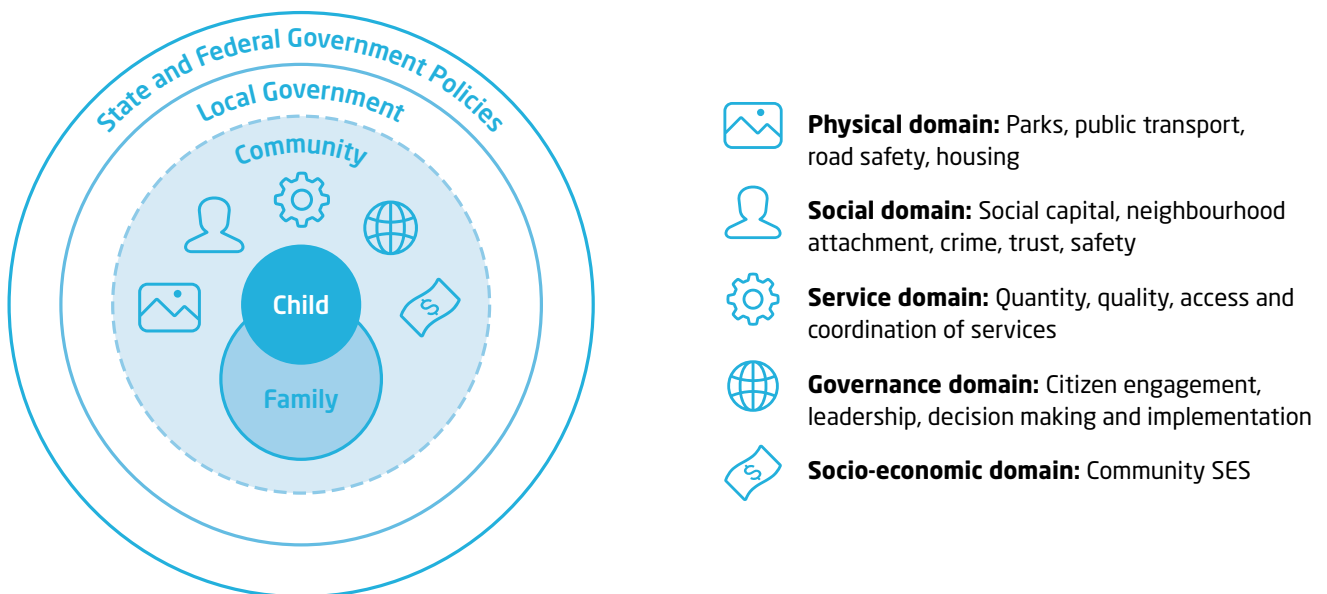 State and Federal Government Policies
Local Government
Community
Child
Family
Physical domain: Parks, public transport,
road safety, housing
Social domain: Social capital, neighbourhood
attachment, crime, trust, safety
Service domain: Quantity, quality, access and
coordination of services
Governance domain: Citizen engagement,
leadership, decision making and implementation
Socio-economic domain: Community SES